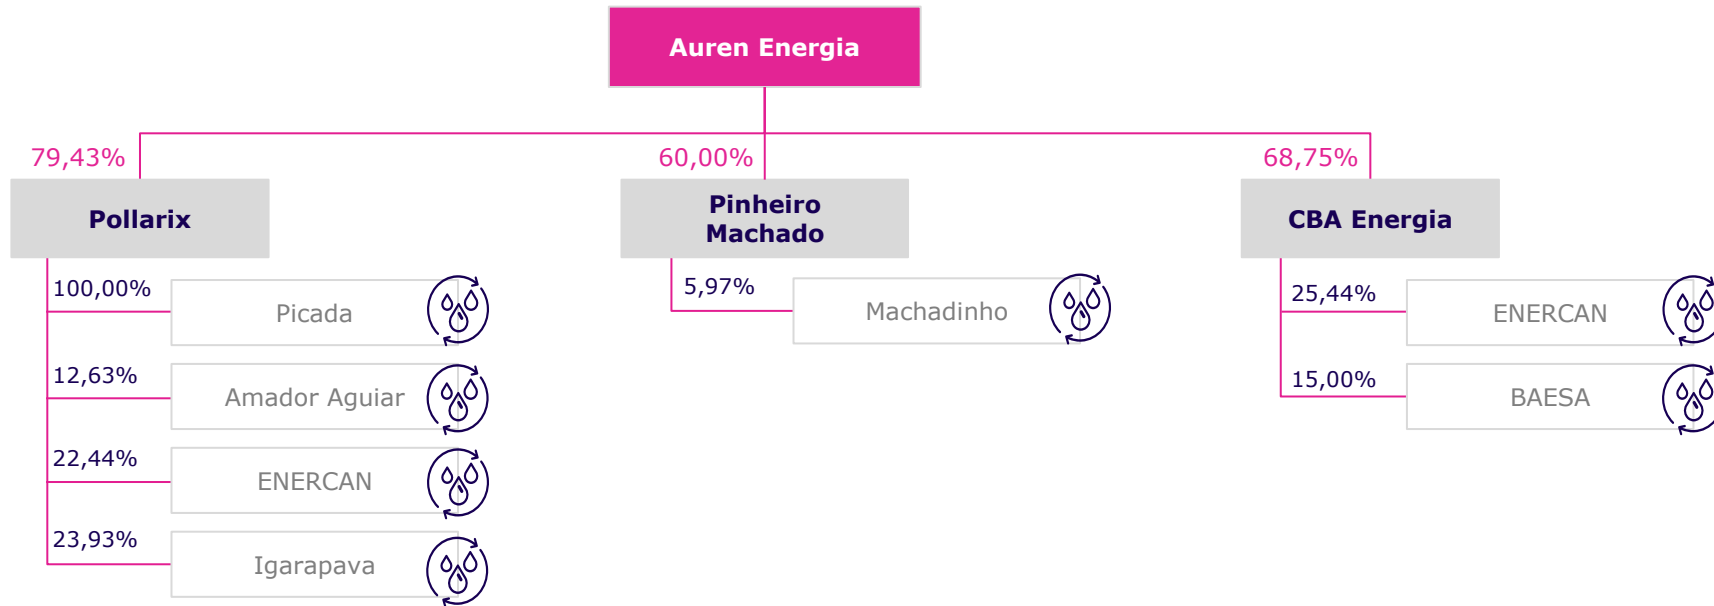 Auren Energia
79,43%
60,00%
68,75%
Pollarix
Pinheiro
Machado
CBA Energia
100,00%
Picada
12,63%
Amador Aguiar
22,44%
ENERCAN
23,93%
Igarapava
5,97%
Machadinho
25,44%
ENERCAN
15,00%
BAESA